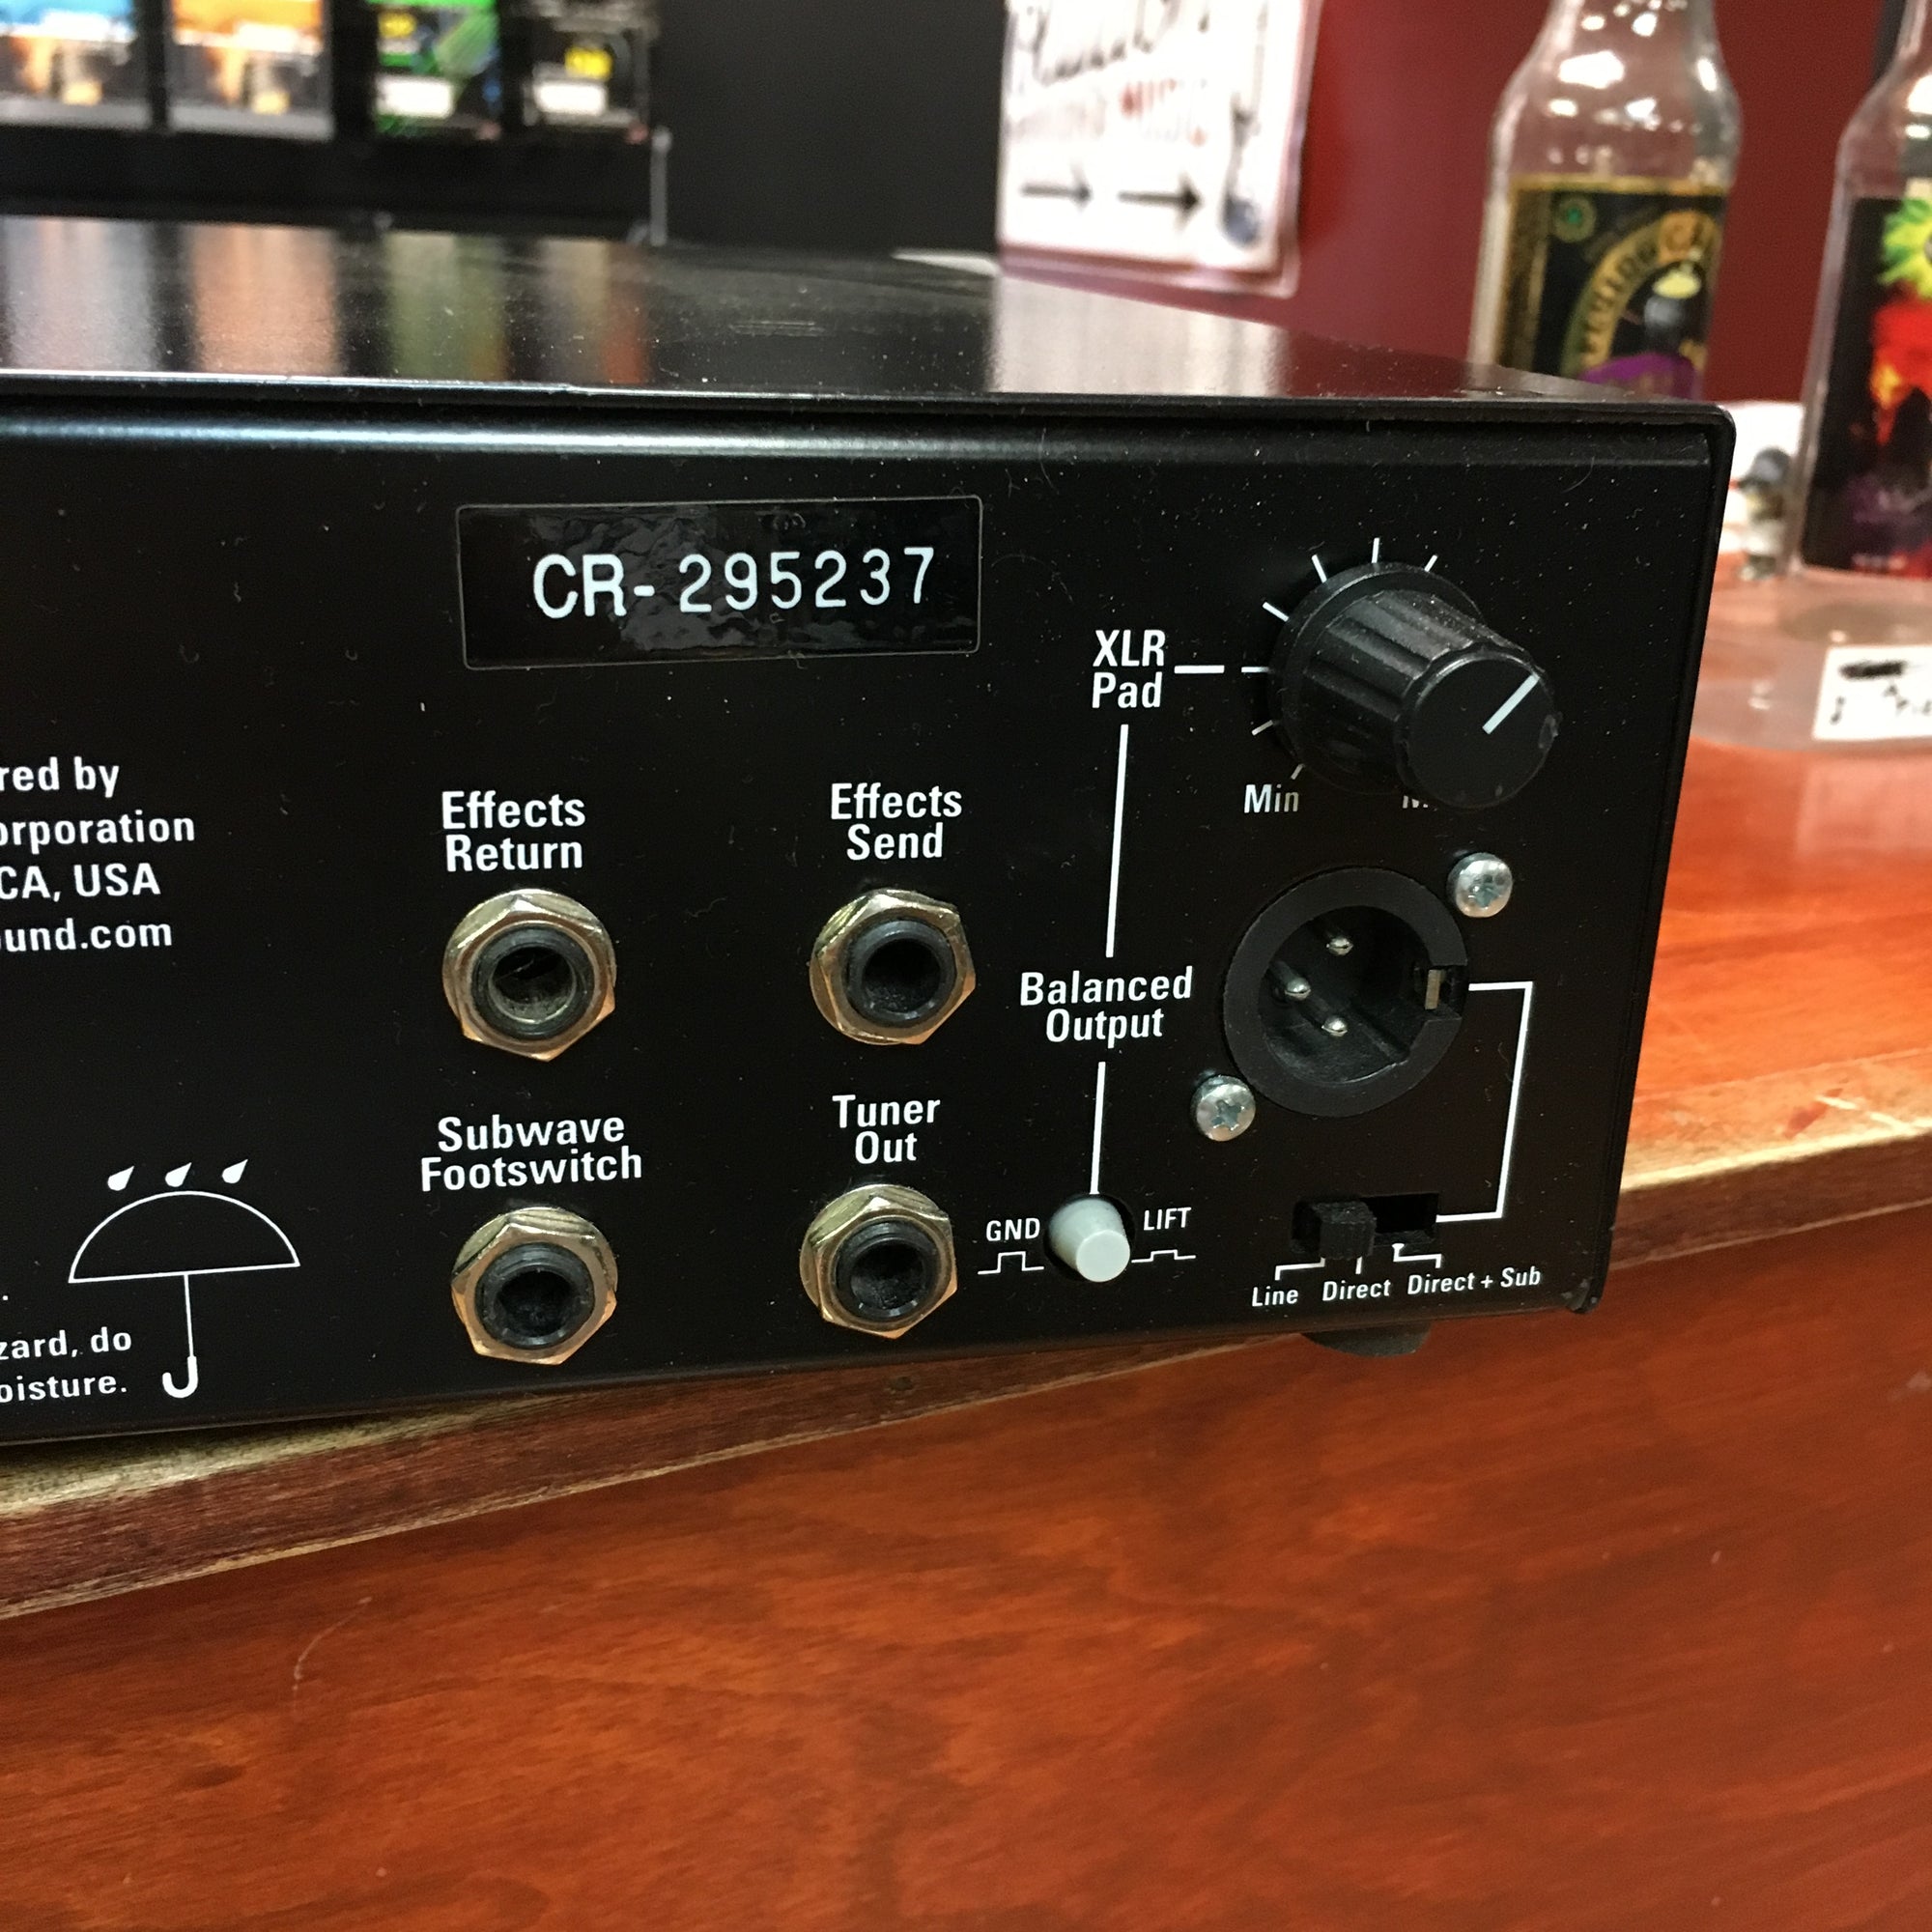 CR-295237
XLR
Pad
Min
red by
orporation
CA, USA
ound.com
Effects
Return
Effects
Send
Balanced
Output
Subwave
Footswitch
Tuner
Out
GND
LIFT
Line
Direct
Direct + Sub
zard, do
oisture.